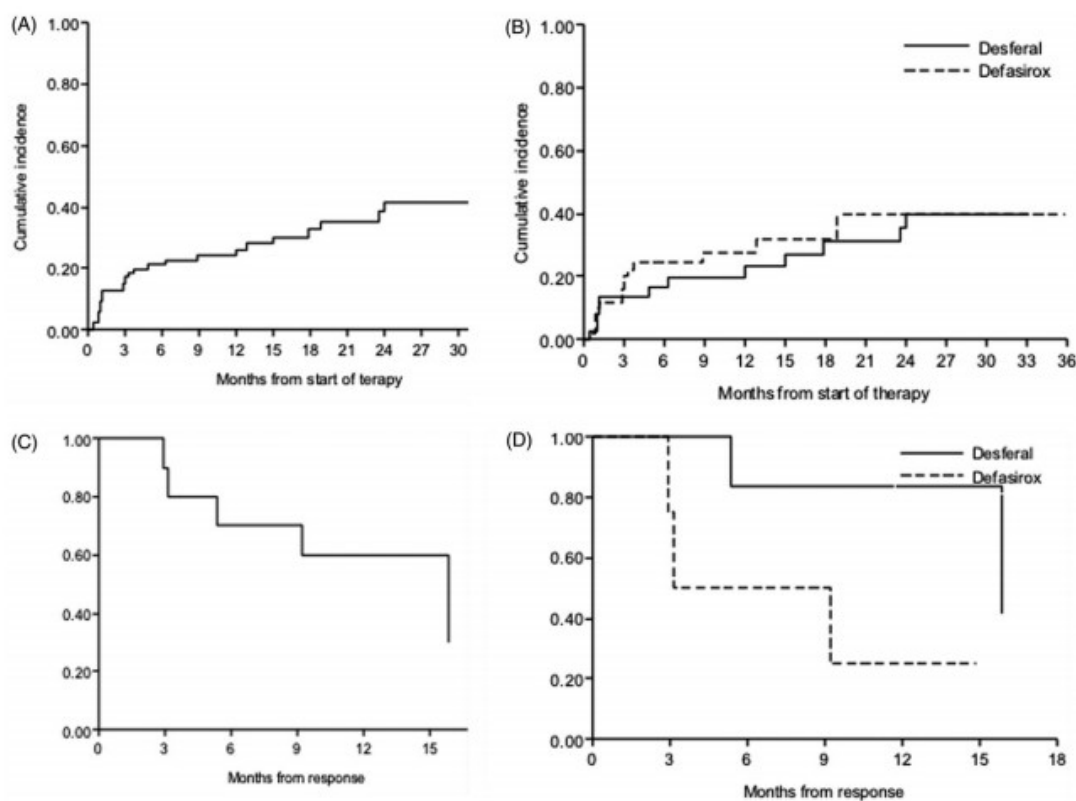 (A)
1.00
0.80
0.60
0.40
0.20
0.00
Cumulative incidence
0 3 6 9 12 15 18 21 24 27 30
Months from start of terapy
(B)
1.00
0.80
0.60
0.40
0.20
0.00
Cumulative incidence
Desferal
Defasirox
0 3 6 9 12 15 18 21 24 27 30 33 36
Months from start of therapy
(C)
1.00
0.80
0.60
0.40
0.20
0.00
0 3 6 9 12 15
Months from response
(D)
1.00
0.80
0.60
0.40
0.20
0.00
Desferal
Defasirox
0 3 6 9 12 15 18
Months from response